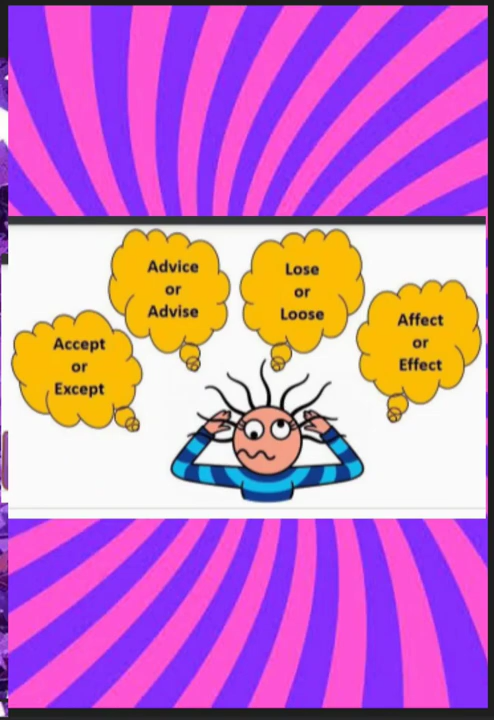 Accept
or
Except
Advice
or
Advise
Lose
or
Loose
Affect
or
Effect